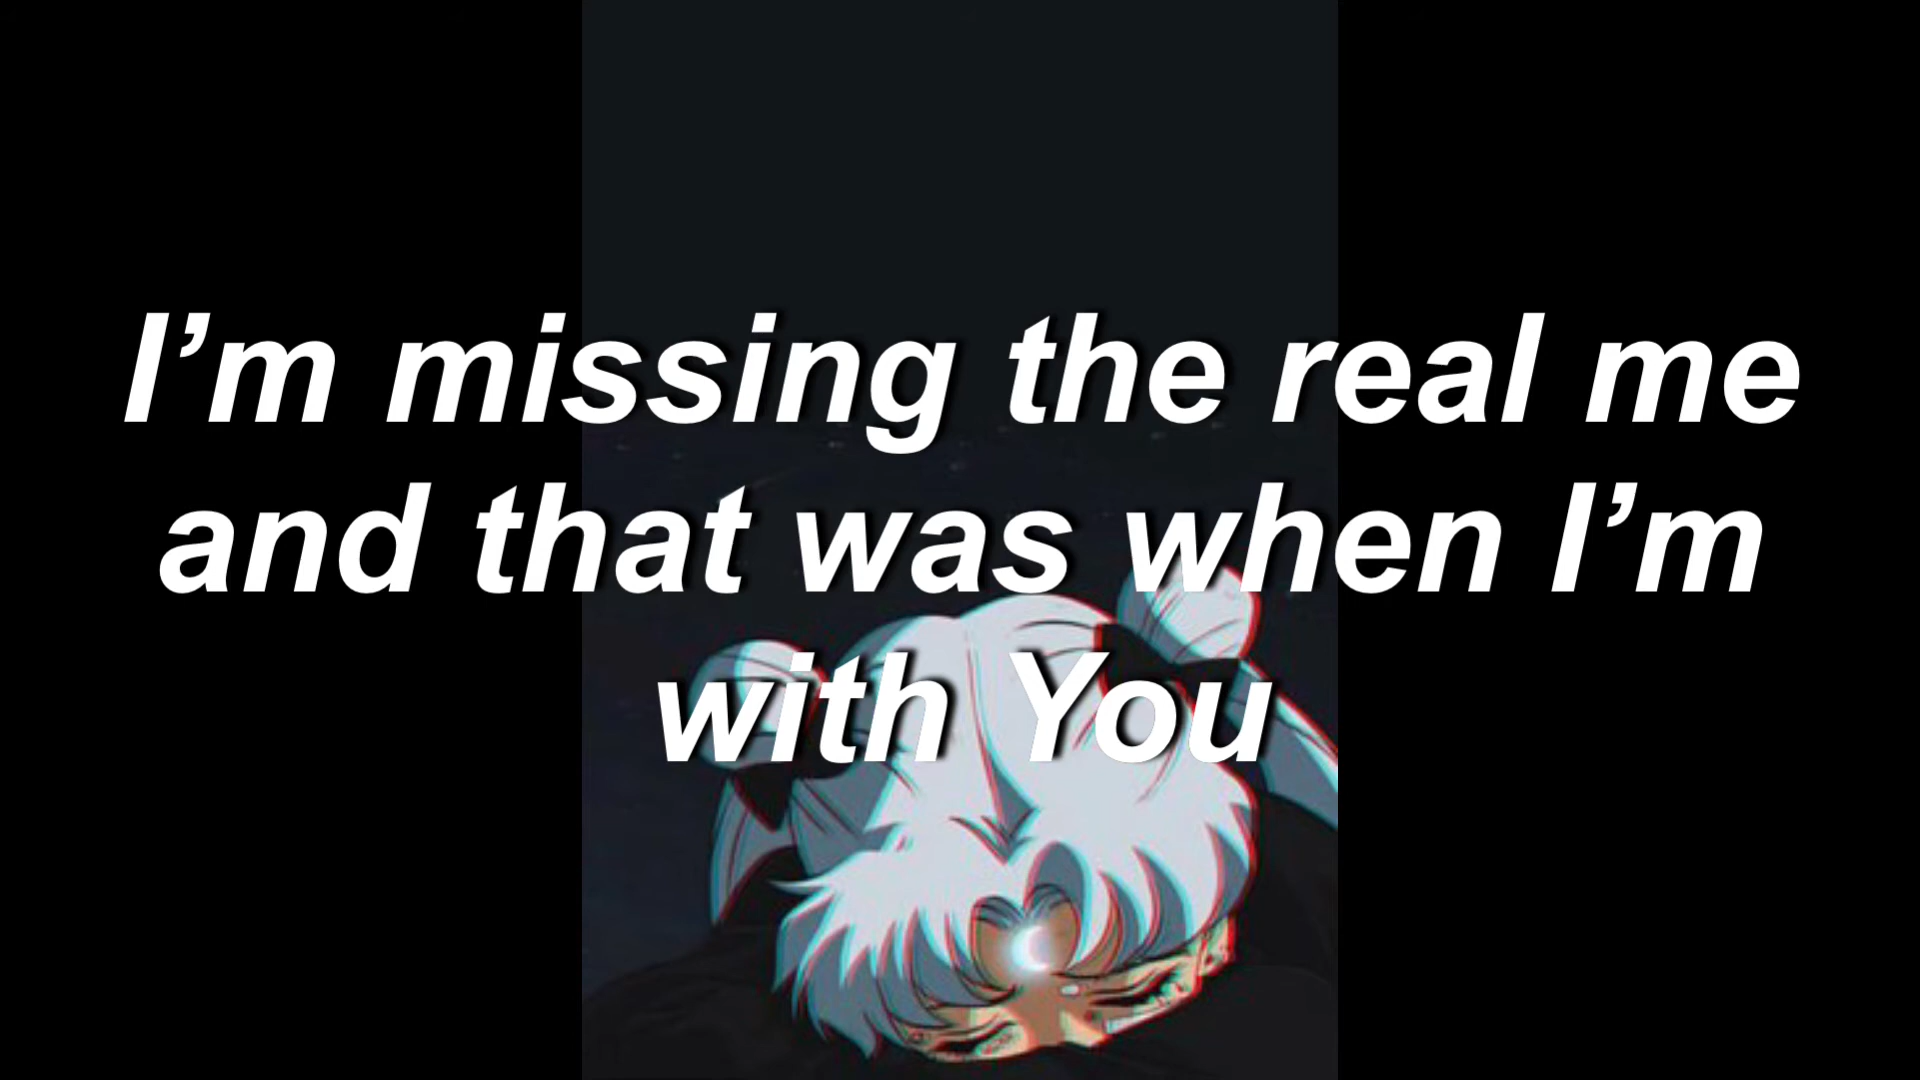 I’m missing the real me
and that was when I’m
with You